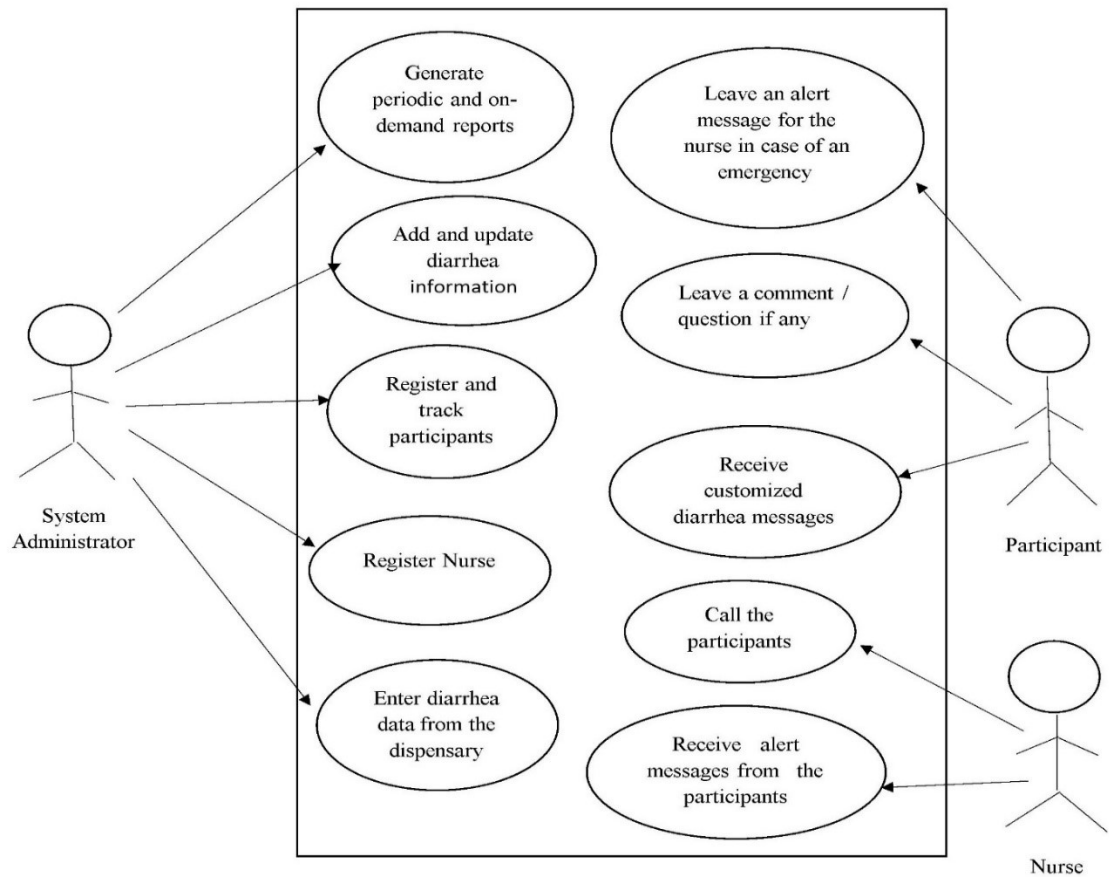 Generate
periodic and on-
demand reports
Add and update
diarrhea
information
Register and
track
participants
Register Nurse
Enter diarrhea
data from the
dispensary
System
Administrator
Leave an alert
message for the
nurse in case of an
emergency
Leave a comment /
question if any
Receive
customized
diarrhea messages
Call the
participants
Receive alert
messages from the
participants
Participant
Nurse